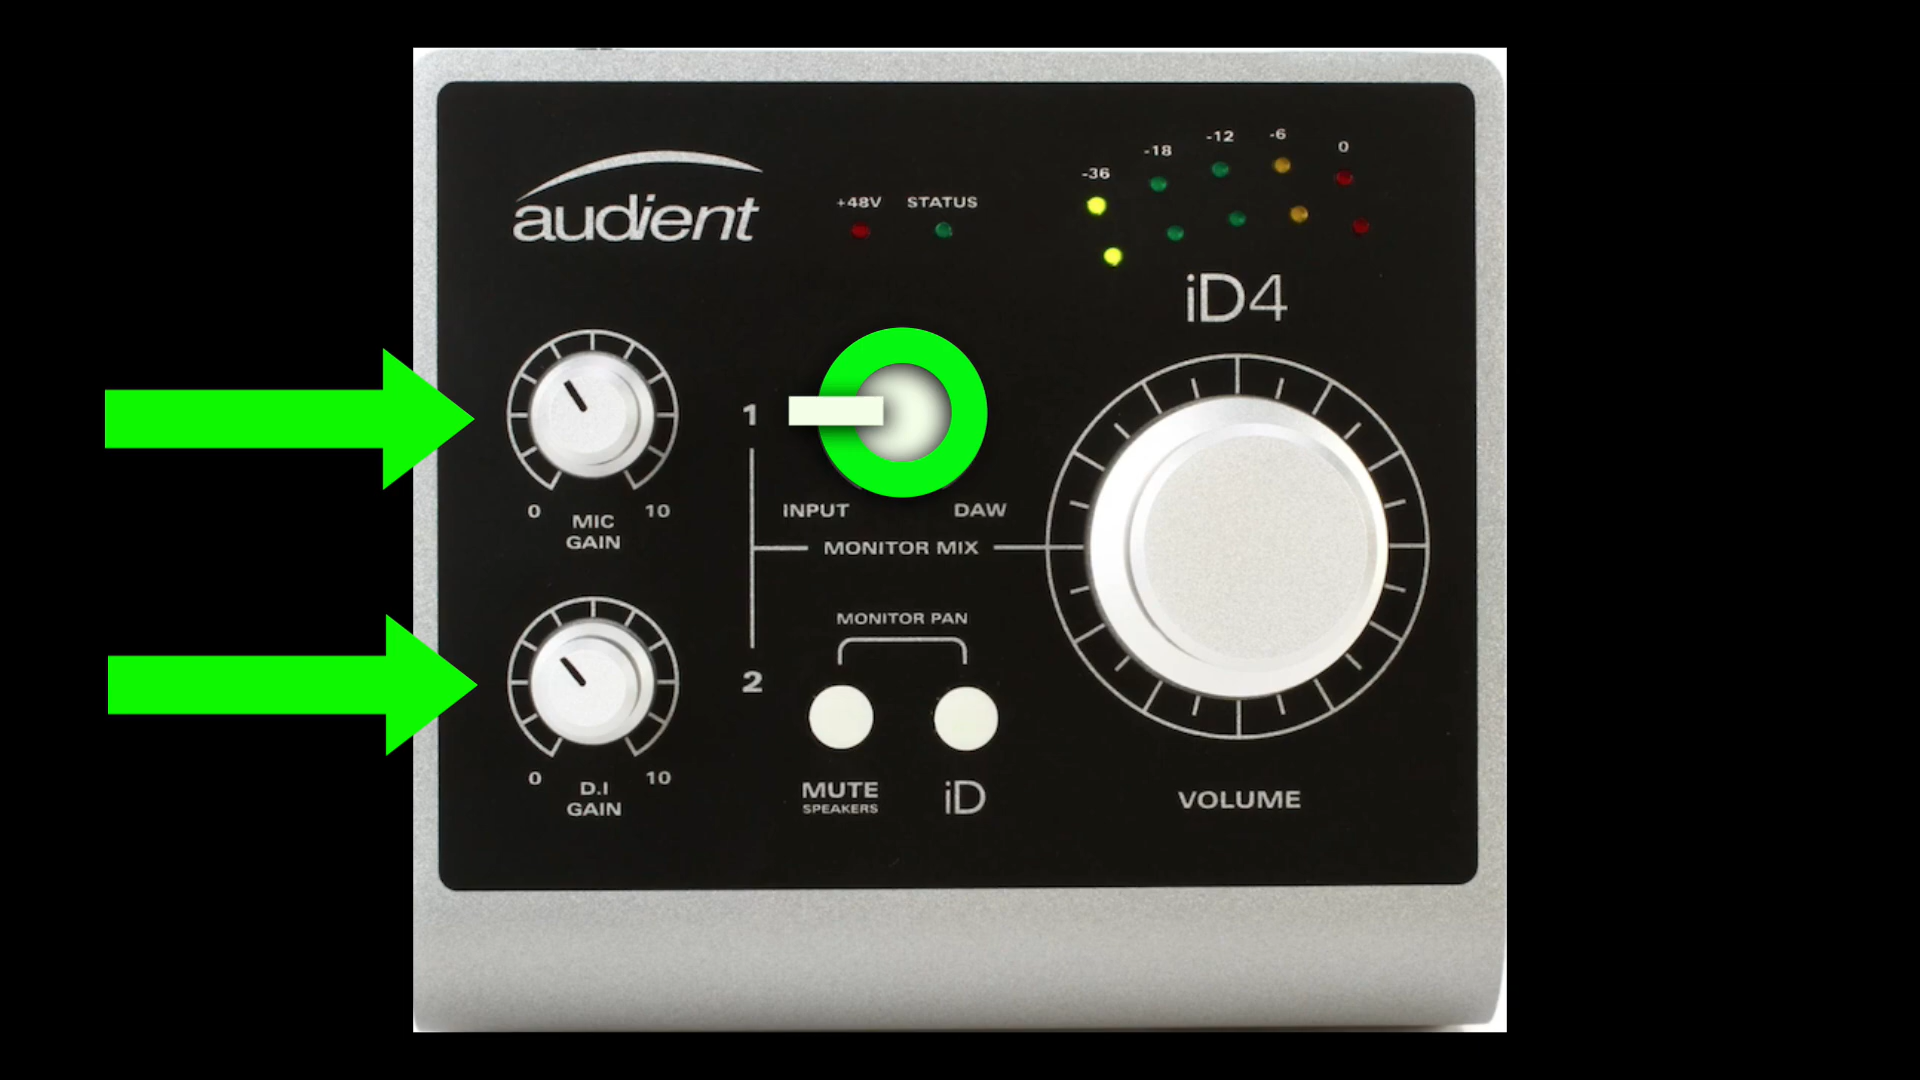 audient
+48V STATUS
-36 -18 -12 -6 0
iD4
1
0 10
MIC
GAIN
INPUT DAW
MONITOR MIX
MONITOR PAN
2
0 10
D.I
GAIN
MUTE
SPEAKERS
iD
VOLUME